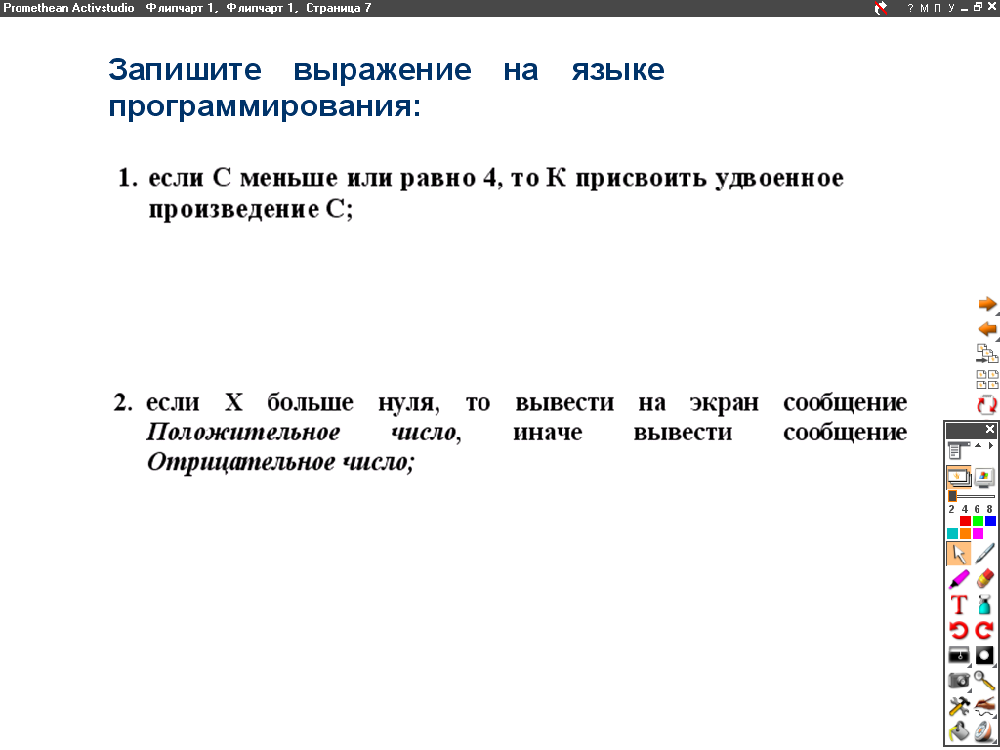 Promethean Activstudio Флипчарт 1, Флипчарт 1, Страница 7
? М П У
Запишите выражение на языке
программирования:
1. если С меньше или равно 4, то К присвоить удвоенное
произведение С;
2. если Х больше нуля, то вывести на экран сообщение
Положительное число, иначе вывести сообщение
Отрицательное число;
2 4 6 8
T